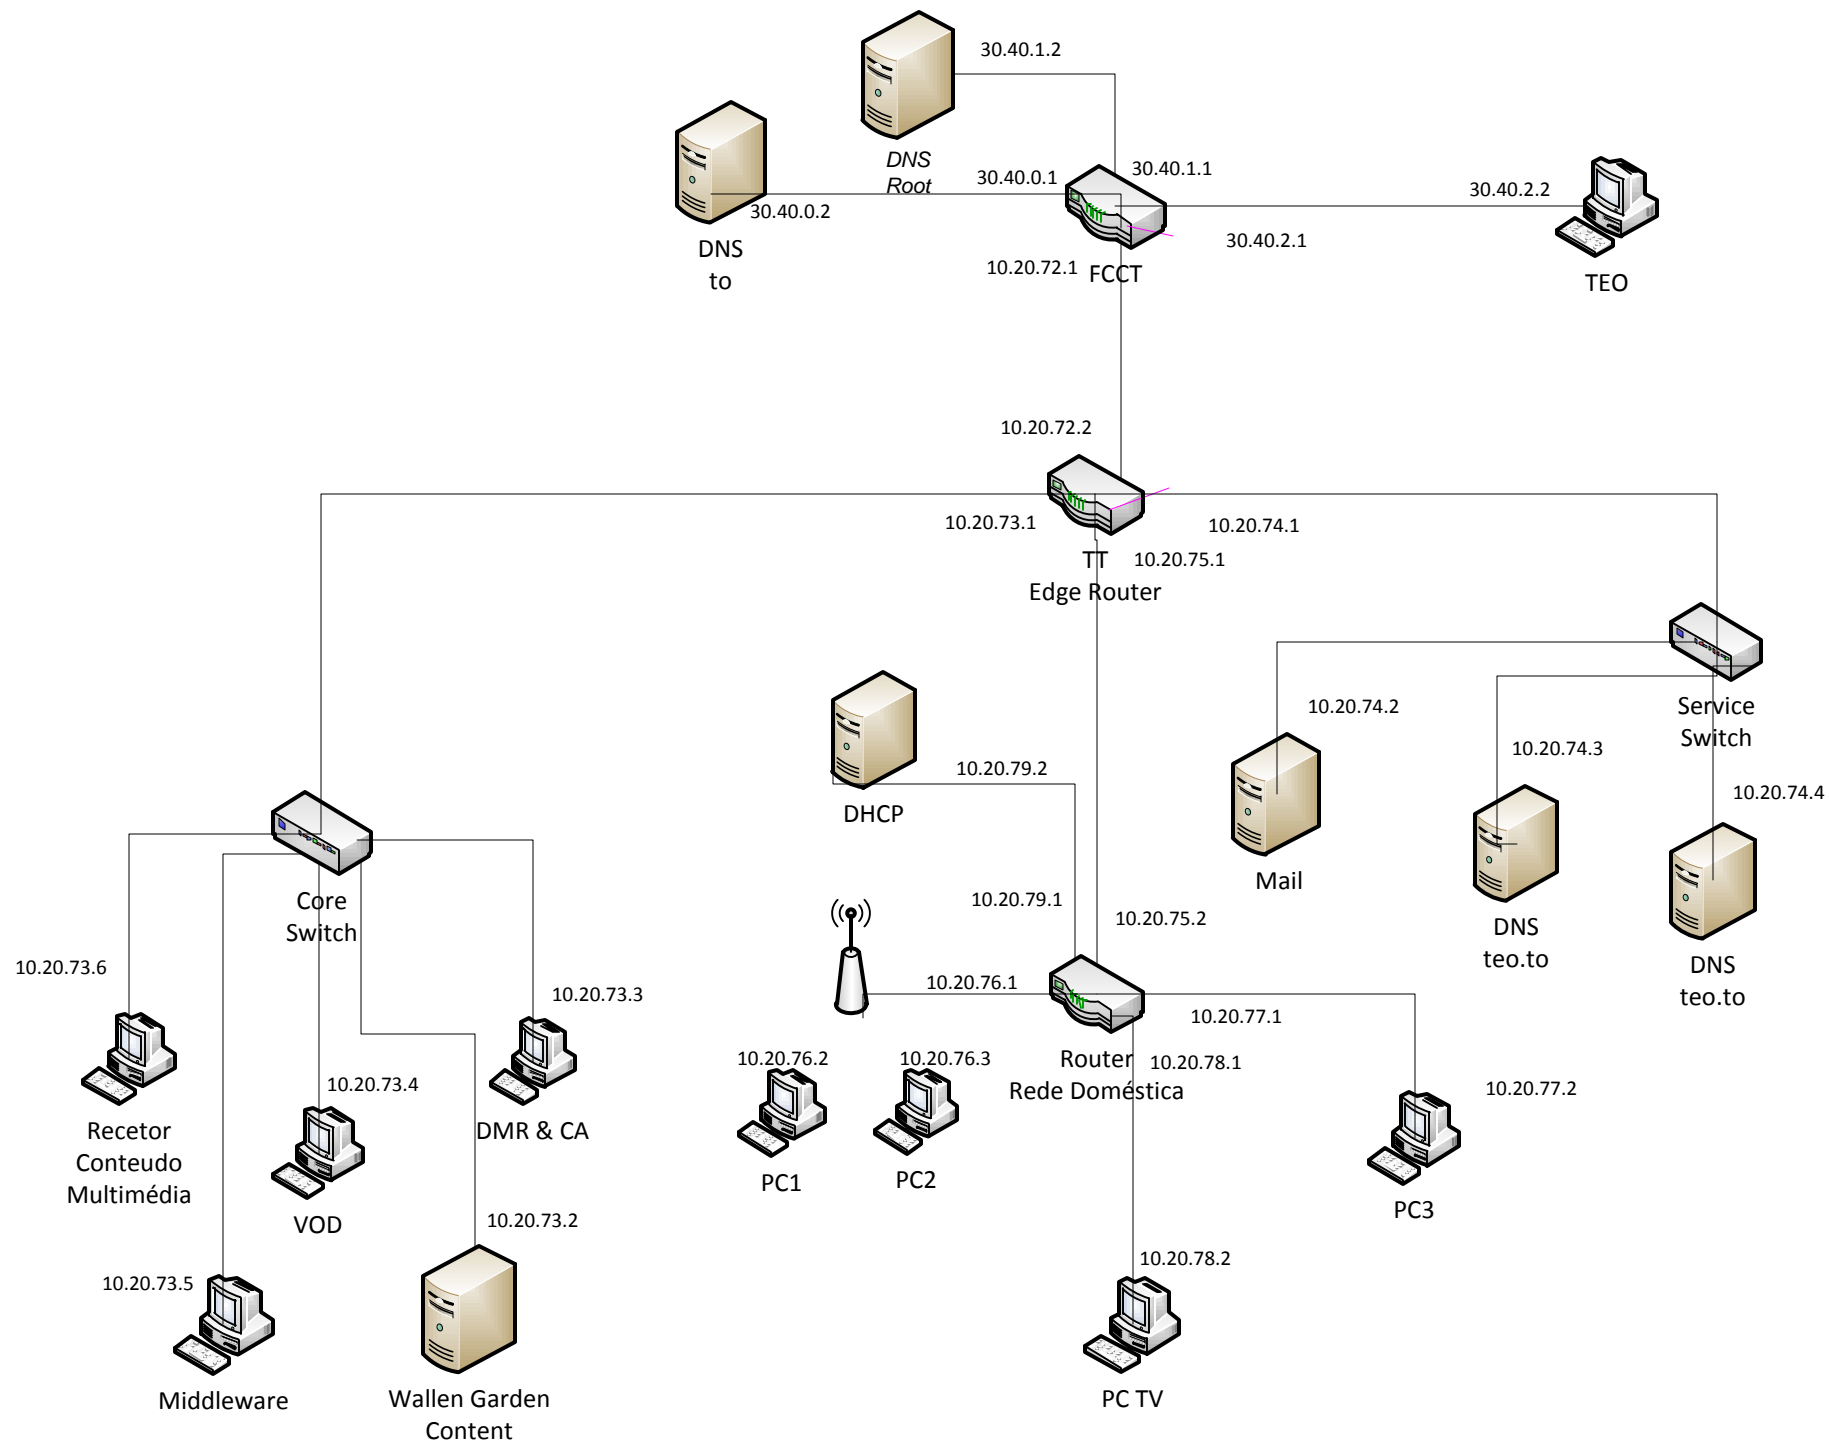 30.40.1.2
DNS
Root
30.40.0.1
30.40.1.1
30.40.2.2
30.40.0.2
30.40.2.1
DNS
to
10.20.72.1
FCCT
TEO
10.20.72.2
10.20.73.1
10.20.74.1
TT
Edge Router
10.20.75.1
10.20.74.2
Service
Switch
10.20.74.3
10.20.79.2
10.20.74.4
DHCP
Mail
Core
Switch
10.20.79.1
10.20.75.2
DNS
teo.to
DNS
teo.to
10.20.73.6
10.20.73.3
10.20.76.1
10.20.77.1
10.20.76.2
10.20.76.3
Router
Rede Doméstica
10.20.78.1
10.20.73.4
10.20.77.2
Recetor
Conteudo
Multimédia
DMR & CA
PC1
PC2
PC3
VOD
10.20.73.2
10.20.78.2
10.20.73.5
Middleware
Wallen Garden
Content
PC TV